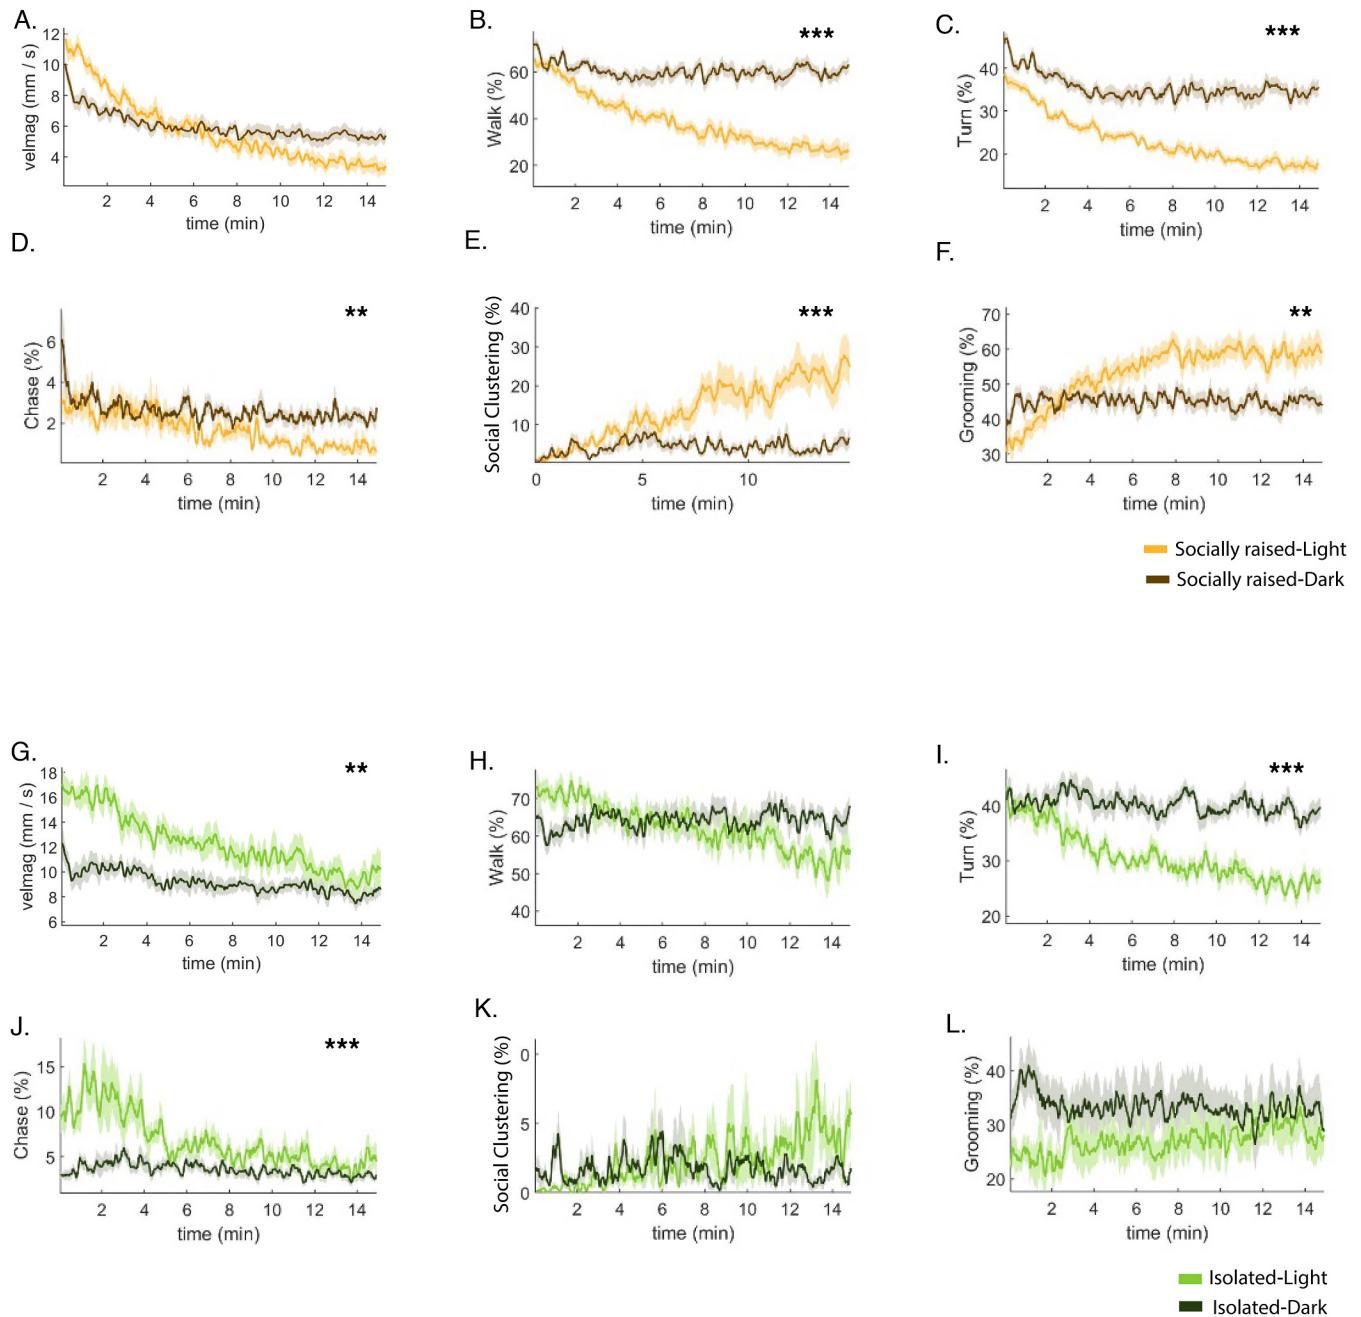 A.
velmag (mm / s)
12
10
8
6
4
2 4 6 8 10 12 14
time (min)
B.
***
Walk (%)
60
40
20
2 4 6 8 10 12 14
time (min)
C.
***
Turn (%)
40
30
20
2 4 6 8 10 12 14
time (min)
D.
**
Chase (%)
6
4
2
2 4 6 8 10 12 14
time (min)
E.
***
Social Clustering (%)
40
30
20
10
0 5 10
time (min)
F.
**
Grooming (%)
70
60
50
40
30
2 4 6 8 10 12 14
time (min)
Socially raised-Light
Socially raised-Dark
G.
**
velmag (mm / s)
18
16
14
12
10
8
6
2 4 6 8 10 12 14
time (min)
H.
Walk (%)
70
60
50
40
2 4 6 8 10 12 14
time (min)
I.
***
Turn (%)
40
30
20
2 4 6 8 10 12 14
time (min)
J.
***
Chase (%)
15
10
5
2 4 6 8 10 12 14
time (min)
K.
Social Clustering (%)
0
5
0
2 4 6 8 10 12 14
time (min)
L.
Grooming (%)
40
30
20
2 4 6 8 10 12 14
time (min)
Isolated-Light
Isolated-Dark